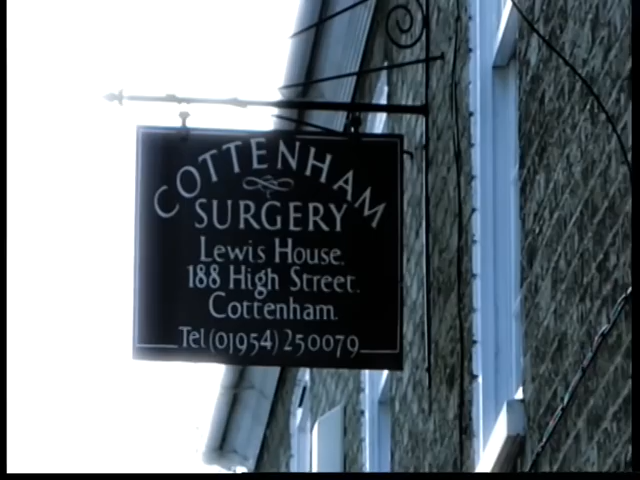 COTTENHAM
SURGERY
Lewis House.
188 High Street.
Cottenham.
Tel (01954) 250079